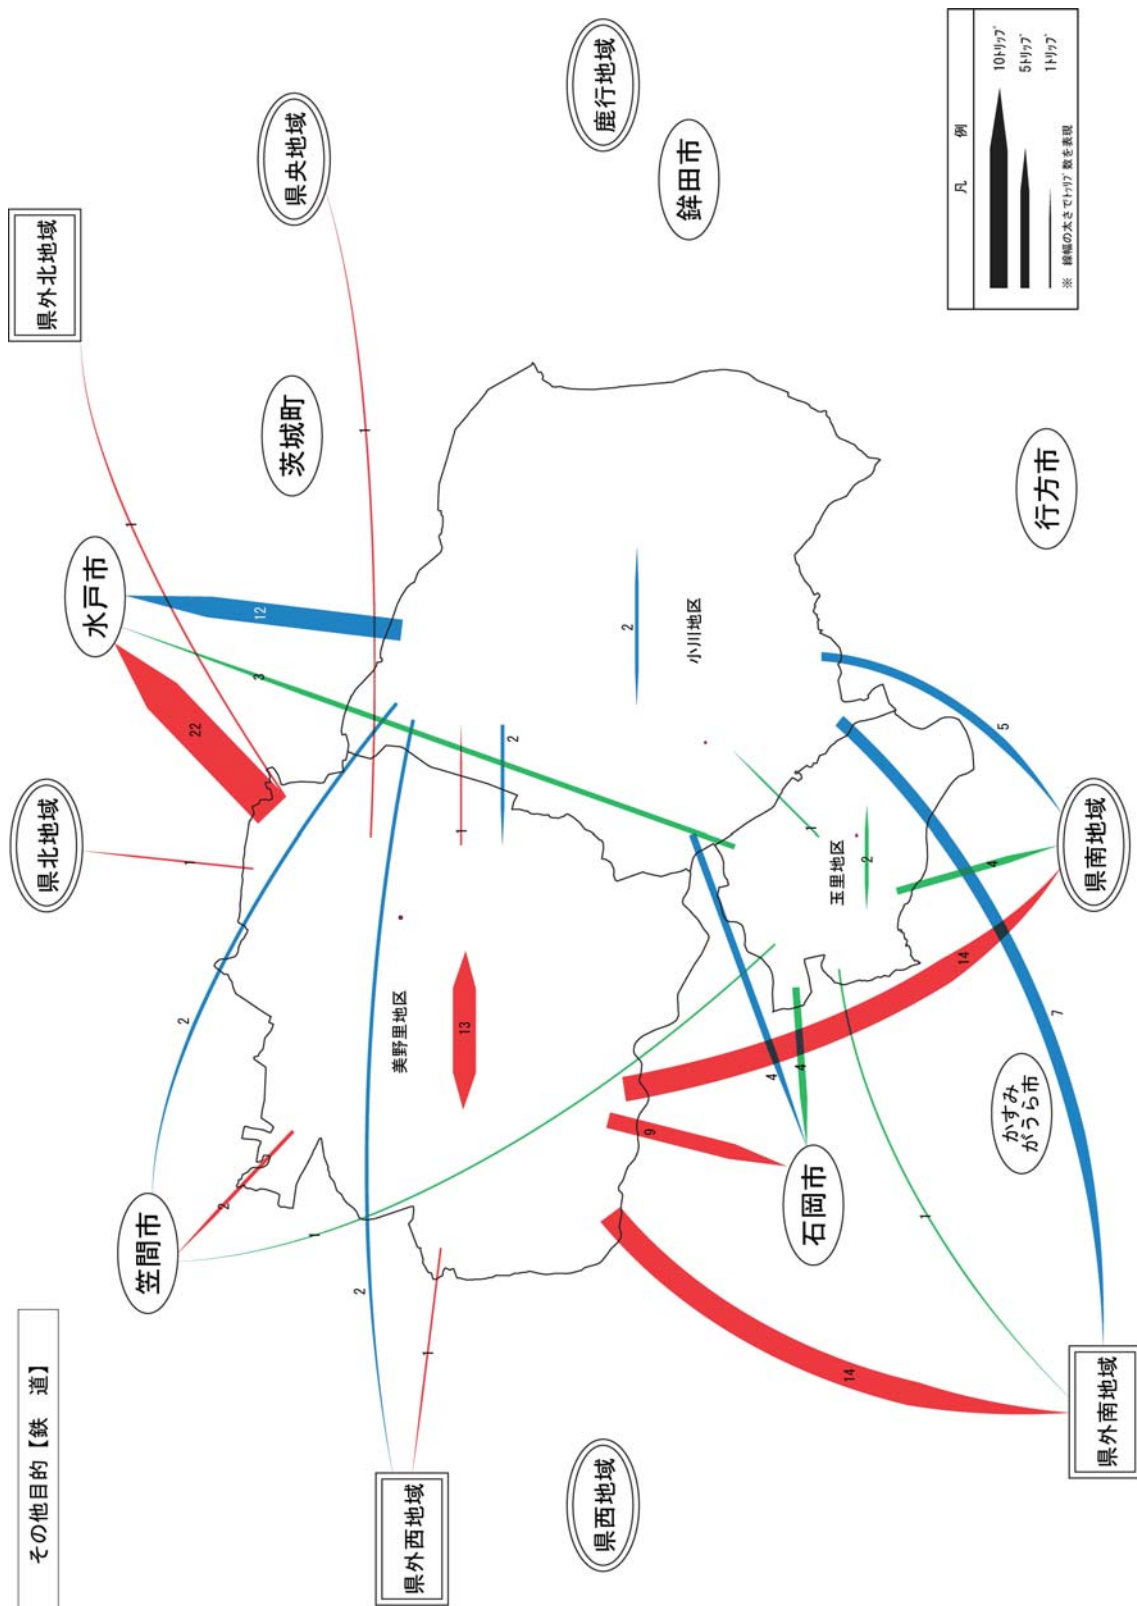 その他目的【鉄　道】
県北地域
県外北地域
水戸市
1
笠間市
2
1
22
2
3
12
茨城町
県央地域
1
2
1
県外西地域
1
美野里地区
13
1
2
県西地域
鹿行地域
2
9
鉾田市
小川地区
4
4
1
石岡市
14
玉里地区
2
1
14
4
5
かすみ
がうら市
7
行方市
県南地域
県外南地域
凡　例
10ﾄﾘｯﾌﾟ
5ﾄﾘｯﾌﾟ
1ﾄﾘｯﾌﾟ
※　線幅の太さでﾄﾘｯﾌﾟ数を表現